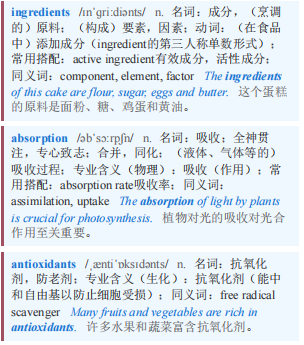 ingredients /ɪnˈɡriːdiənts/ n. 名词：成分，（烹调
的）原料；（构成）要素，因素；动词：（在食品
中）添加成分（ingredient的第三人称单数形式）；
常用搭配：active ingredient有效成分，活性成分；
同义词：component, element, factor The ingredients
of this cake are flour, sugar, eggs and butter. 这个蛋糕
的原料是面粉、糖、鸡蛋和黄油。
absorption /əbˈsɔːrpʃn/ n. 名词：吸收；全神贯
注，专心致志；合并，同化；（液体、气体等的）
吸收过程；专业含义（物理）：吸收（作用）；常
用搭配：absorption rate吸收率；同义词：
assimilation, uptake The absorption of light by plants
is crucial for photosynthesis. 植物对光的吸收对光合
作用至关重要。
antioxidants /ˌæntiˈɒksɪdənts/ n. 名词：抗氧化
剂，防老剂；专业含义（生化）：抗氧化剂（能中
和自由基以防止细胞受损）；同义词：free radical
scavenger Many fruits and vegetables are rich in
antioxidants. 许多水果和蔬菜富含抗氧化剂。